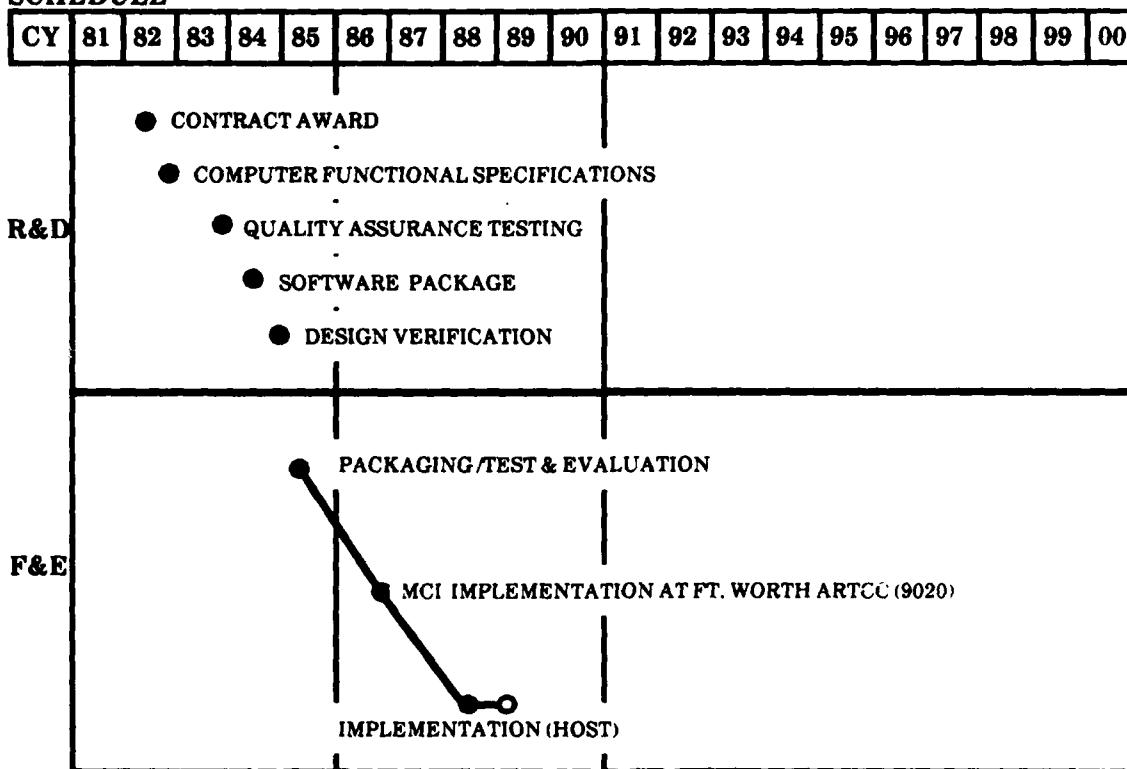 SCHEDULE
CY 81 82 83 84 85 86 87 88 89 90 91 92 93 94 95 96 97 98 99 00
CONTRACT AWARD
COMPUTER FUNCTIONAL SPECIFICATIONS
R&D
QUALITY ASSURANCE TESTING
SOFTWARE PACKAGE
DESIGN VERIFICATION
PACKAGING/TEST & EVALUATION
F&E
MCI IMPLEMENTATION AT FT. WORTH ARTCC (9020)
IMPLEMENTATION (HOST)